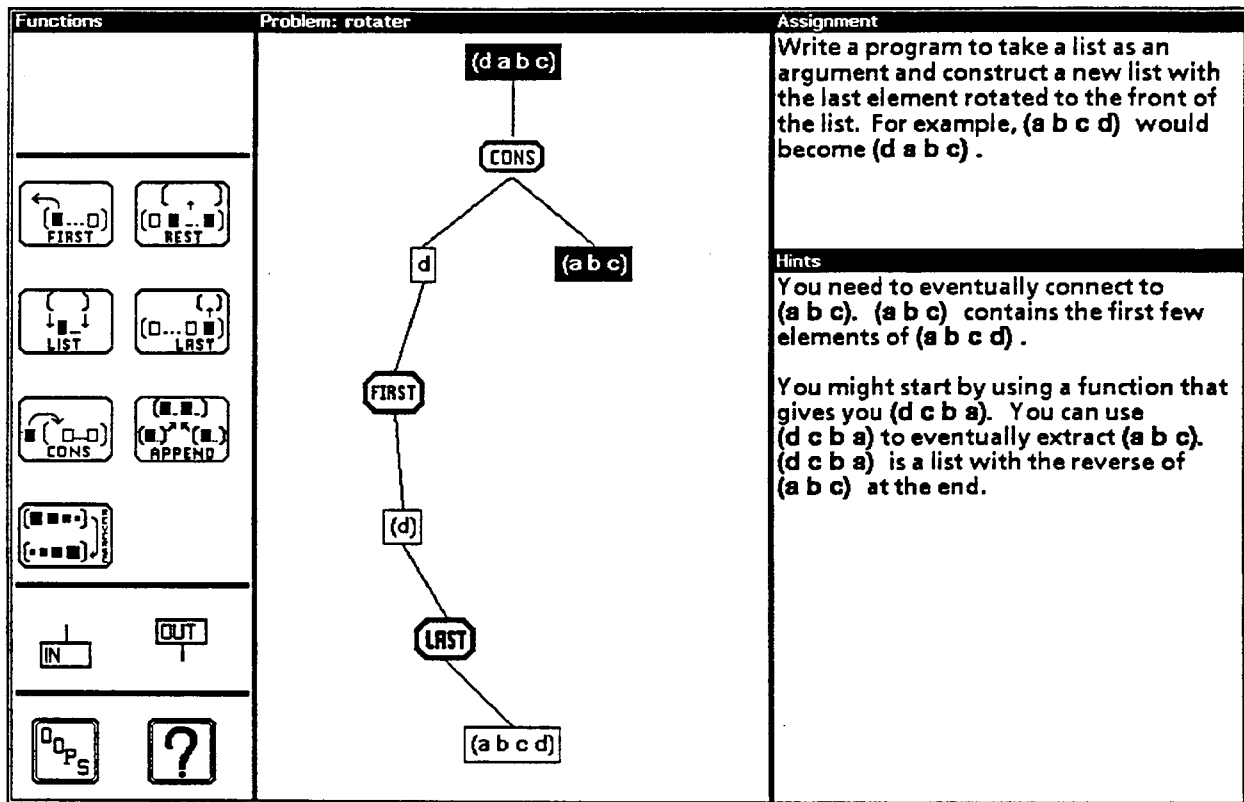 Functions
FIRST
REST
LIST
LAST
CONS
APPEND
REVERSE
IN
OUT
OOPS
?
Problem: rotater
(d a b c)
CONS
d
(a b c)
FIRST
(d)
LAST
(a b c d)
Assignment
Write a program to take a list as an
argument and construct a new list with
the last element rotated to the front of
the list. For example, (a b c d) would
become (d a b c) .
Hints
You need to eventually connect to
(a b c). (a b c) contains the first few
elements of (a b c d) .
You might start by using a function that
gives you (d c b a). You can use
(d c b a) to eventually extract (a b c).
(d c b a) is a list with the reverse of
(a b c) at the end.